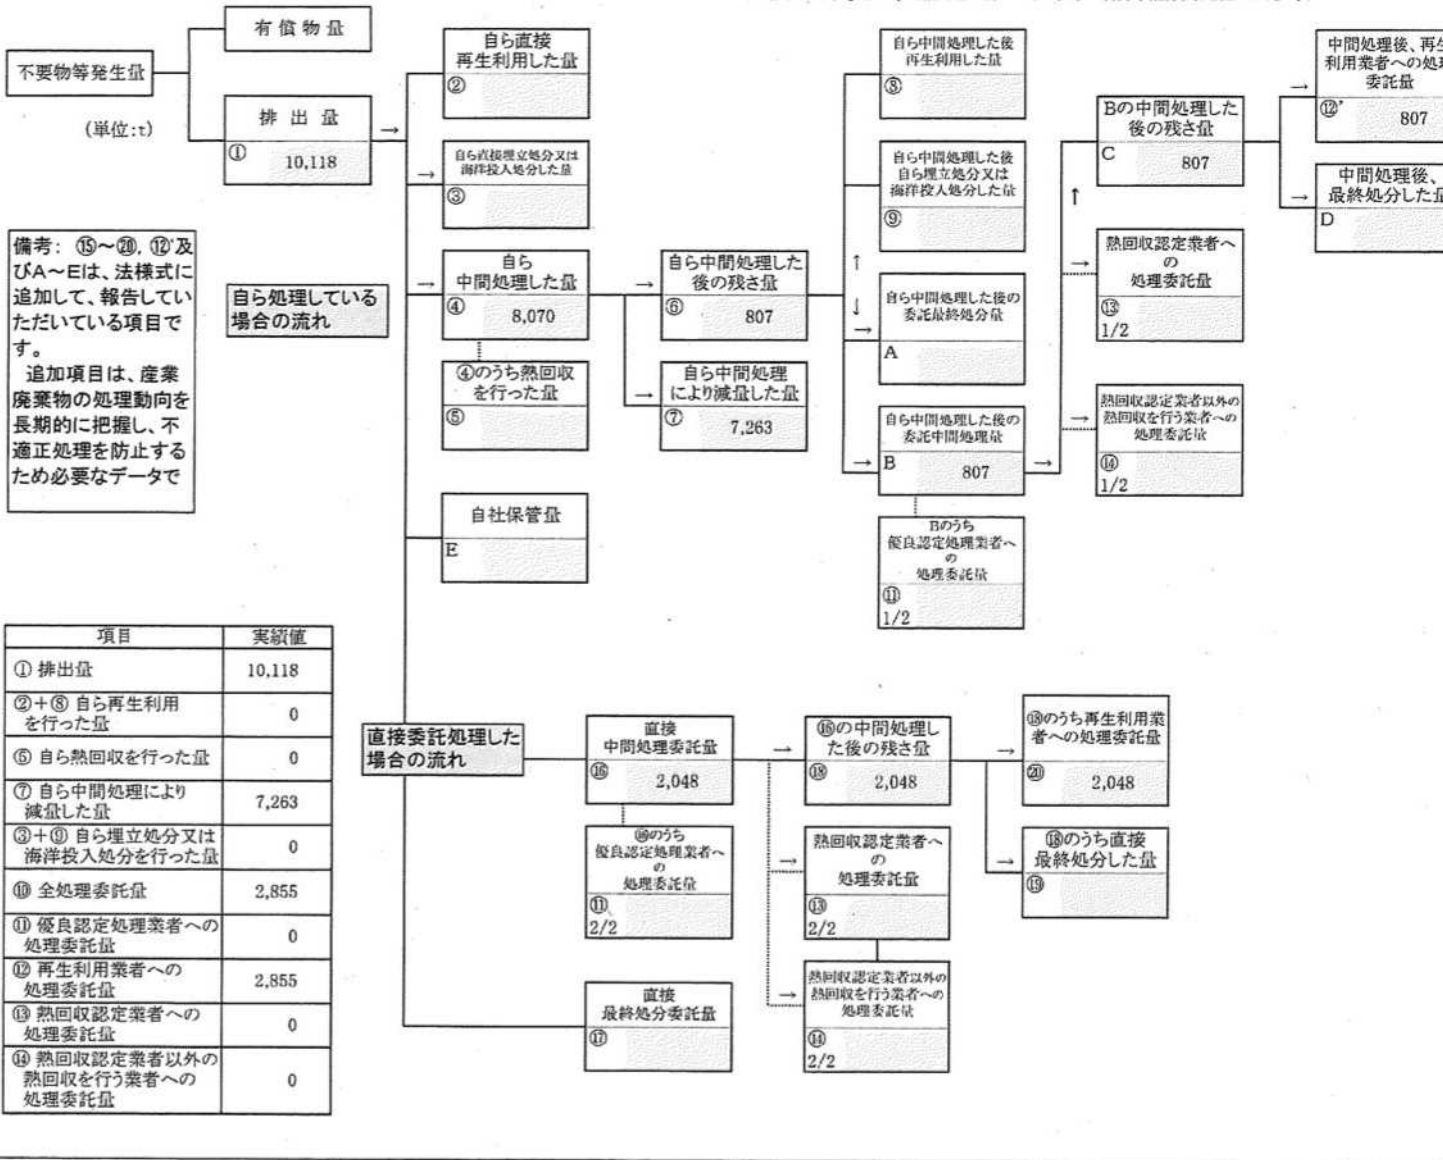 不要物等発生量
(単位:t)
有償物量
排出量
①
10,118
自ら直接
再生利用した量
②
自ら直接埋立処分又は
海洋投入処分した量
③
自ら
中間処理した量
④
8,070
④のうち熱回収
を行った量
⑤
自社保管量
E
自ら処理している
場合の流れ
備考: ⑮~⑳, ⑫'及
びA~Eは、法様式に
追加して、報告してい
ただいている項目で
す。
追加項目は、産業
廃棄物の処理動向を
長期的に把握し、不
適正処理を防止する
ため必要なデータで
自ら中間処理した
後の残さ量
⑥
807
自ら中間処理
により減量した量
⑦
7,263
自ら中間処理した後
再生利用した量
⑧
自ら中間処理した後
自ら埋立処分又は
海洋投入処分した量
⑨
自ら中間処理した後の
委託最終処分量
A
自ら中間処理した後の
委託中間処理量
B
807
Bのうち
優良認定処理業者へ
の
処理委託量
⑪
1/2
Bの中間処理した
後の残さ量
C
807
熱回収認定業者へ
の
処理委託量
⑬
1/2
熱回収認定業者以外の
熱回収を行う業者への
処理委託量
⑭
1/2
中間処理後、再生
利用業者への処理
委託量
⑫'
807
中間処理後、
最終処分した量
D
項目 実績値
① 排出量 10,118
②+⑧ 自ら再生利用
を行った量 0
⑤ 自ら熱回収を行った量 0
⑦ 自ら中間処理により
減量した量 7,263
③+⑨ 自ら埋立処分又は
海洋投入処分を行った量 0
⑩ 全処理委託量 2,855
⑪ 優良認定処理業者への
処理委託量 0
⑫ 再生利用業者への
処理委託量 2,855
⑬ 熱回収認定業者への
処理委託量 0
⑭ 熱回収認定業者以外の
熱回収を行う業者への
処理委託量 0
直接委託処理した
場合の流れ
直接
中間処理委託量
⑯
2,048
⑯のうち
優良認定処理業者へ
の
処理委託量
⑪
2/2
直接
最終処分委託量
⑰
⑯の中間処理し
た後の残さ量
⑱
2,048
熱回収認定業者へ
の
処理委託量
⑬
2/2
熱回収認定業者以外の
熱回収を行う業者への
処理委託量
⑭
2/2
⑱のうち再生利用業
者への処理委託量
⑳
2,048
⑱のうち直接
最終処分した量
⑲